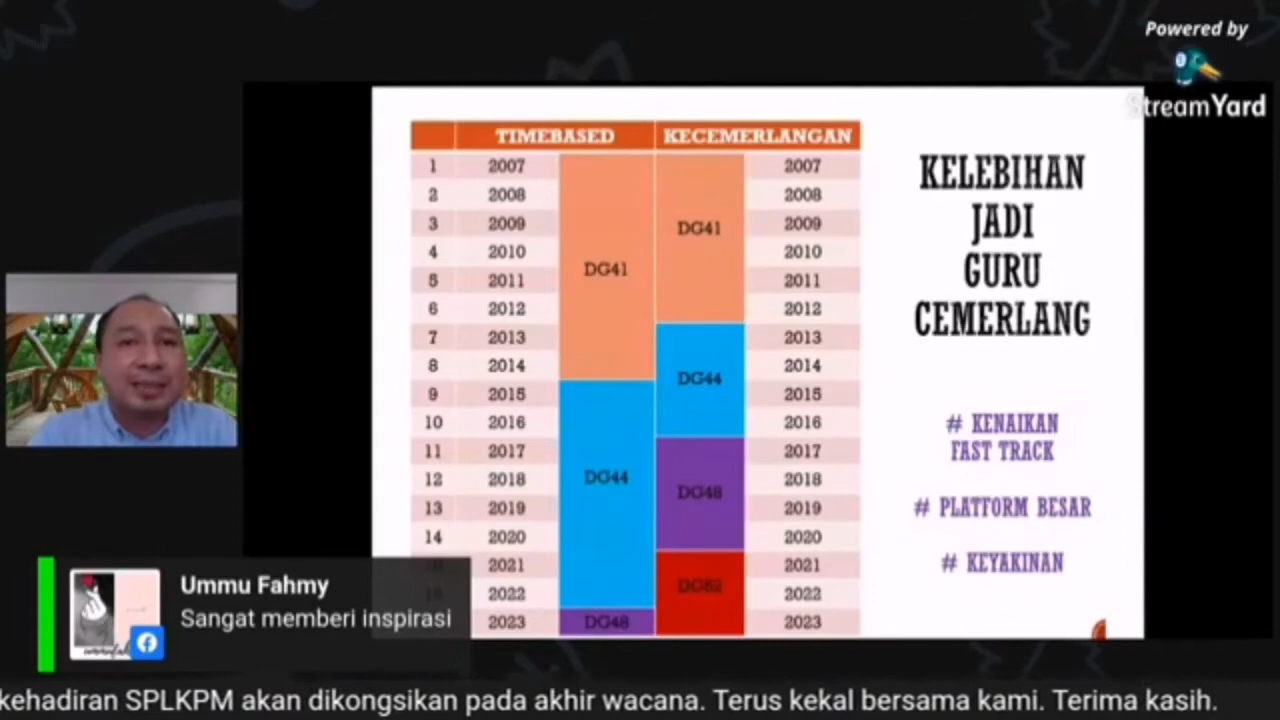 Powered by
StreamYard
TIMEBASED KECEMERLANGAN
1 2007 2007
2 2008 2008
3 2009 DG41 2009
4 2010 2010
5 2011 DG41 2011
6 2012 2012
7 2013 2013
8 2014 DG44 2014
9 2015 2015
10 2016 2016
11 2017 2017
12 2018 DG44 2018
13 2019 DG48 2019
14 2020 2020
2021 2021
2022 DG52 2022
2023 DG48 2023
KELEBIHAN
JADI
GURU
CEMERLANG
# KENAIKAN
FAST TRACK
# PLATFORM BESAR
# KEYAKINAN
Ummu Fahmy
Sangat memberi inspirasi
kehadiran SPLKPM akan dikongsikan pada akhir wacana. Terus kekal bersama kami. Terima kasih.